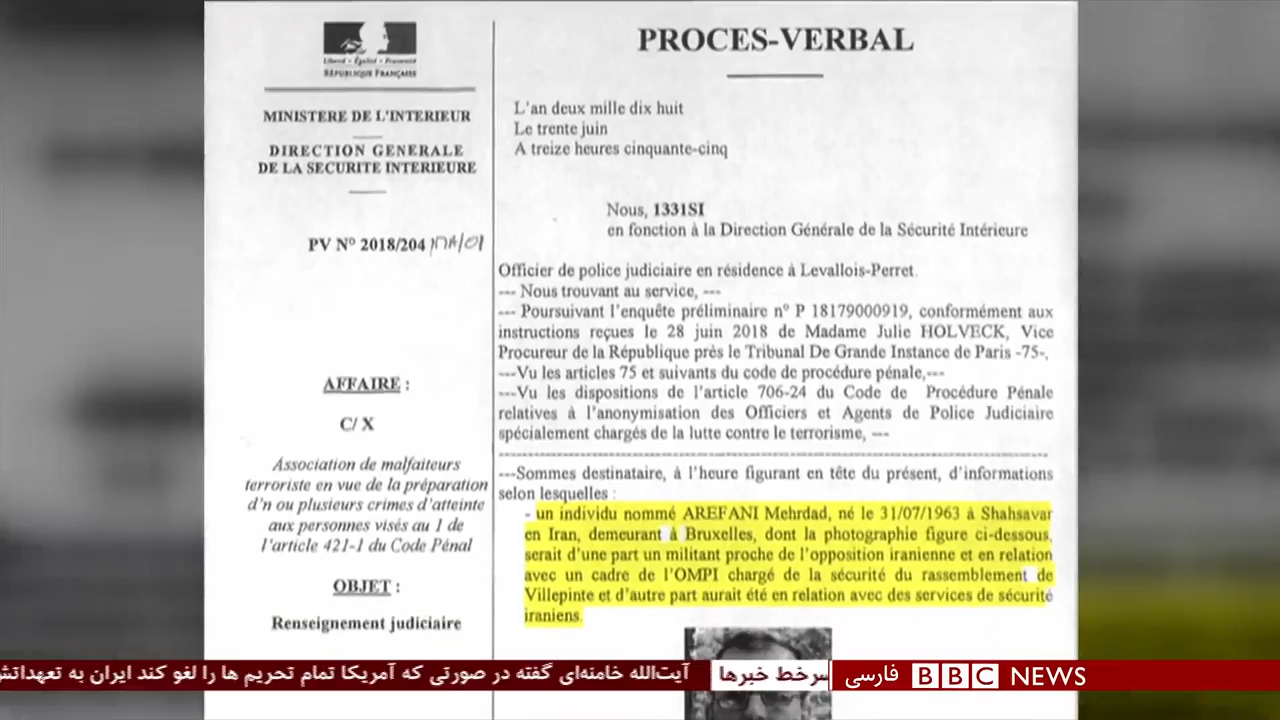 Liberté • Égalité • Fraternité
RÉPUBLIQUE FRANÇAISE
MINISTERE DE L'INTERIEUR
DIRECTION GENERALE
DE LA SECURITE INTERIEURE
PV N° 2018/204
AFFAIRE :
C/ X
Association de malfaiteurs
terroriste en vue de la préparation
d'n ou plusieurs crimes d'atteinte
aux personnes visés au 1 de
l'article 421-1 du Code Pénal
OBJET :
Renseignement judiciaire
PROCES-VERBAL
L'an deux mille dix huit
Le trente juin
A treize heures cinquante-cinq
Nous, 1331SI
en fonction à la Direction Générale de la Sécurité Intérieure
Officier de police judiciaire en résidence à Levallois-Perret.
--- Nous trouvant au service, ---
--- Poursuivant l'enquête préliminaire n° P 18179000919, conformément aux
instructions reçues le 28 juin 2018 de Madame Julie HOLVECK, Vice
Procureur de la République près le Tribunal De Grande Instance de Paris -75-,
---Vu les articles 75 et suivants du code de procédure pénale,---
---Vu les dispositions de l'article 706-24 du Code de Procédure Pénale
relatives à l'anonymisation des Officiers et Agents de Police Judiciaire
spécialement chargés de la lutte contre le terrorisme, ---
---Sommes destinataire, à l'heure figurant en tête du présent, d'informations
selon lesquelles :
- un individu nommé AREFANI Mehrdad, né le 31/07/1963 à Shahsavar
en Iran, demeurant à Bruxelles, dont la photographie figure ci-dessous,
serait d'une part un militant proche de l'opposition iranienne et en relation
avec un cadre de l'OMPI chargé de la sécurité du rassemblement de
Villepinte et d'autre part aurait été en relation avec des services de sécurité
iraniens.
آیت‌الله خامنه‌ای گفته در صورتی که آمریکا تمام تحریم ها را لغو کند ایران به تعهداتش
سرخط خبرها
BBC NEWS فارسی